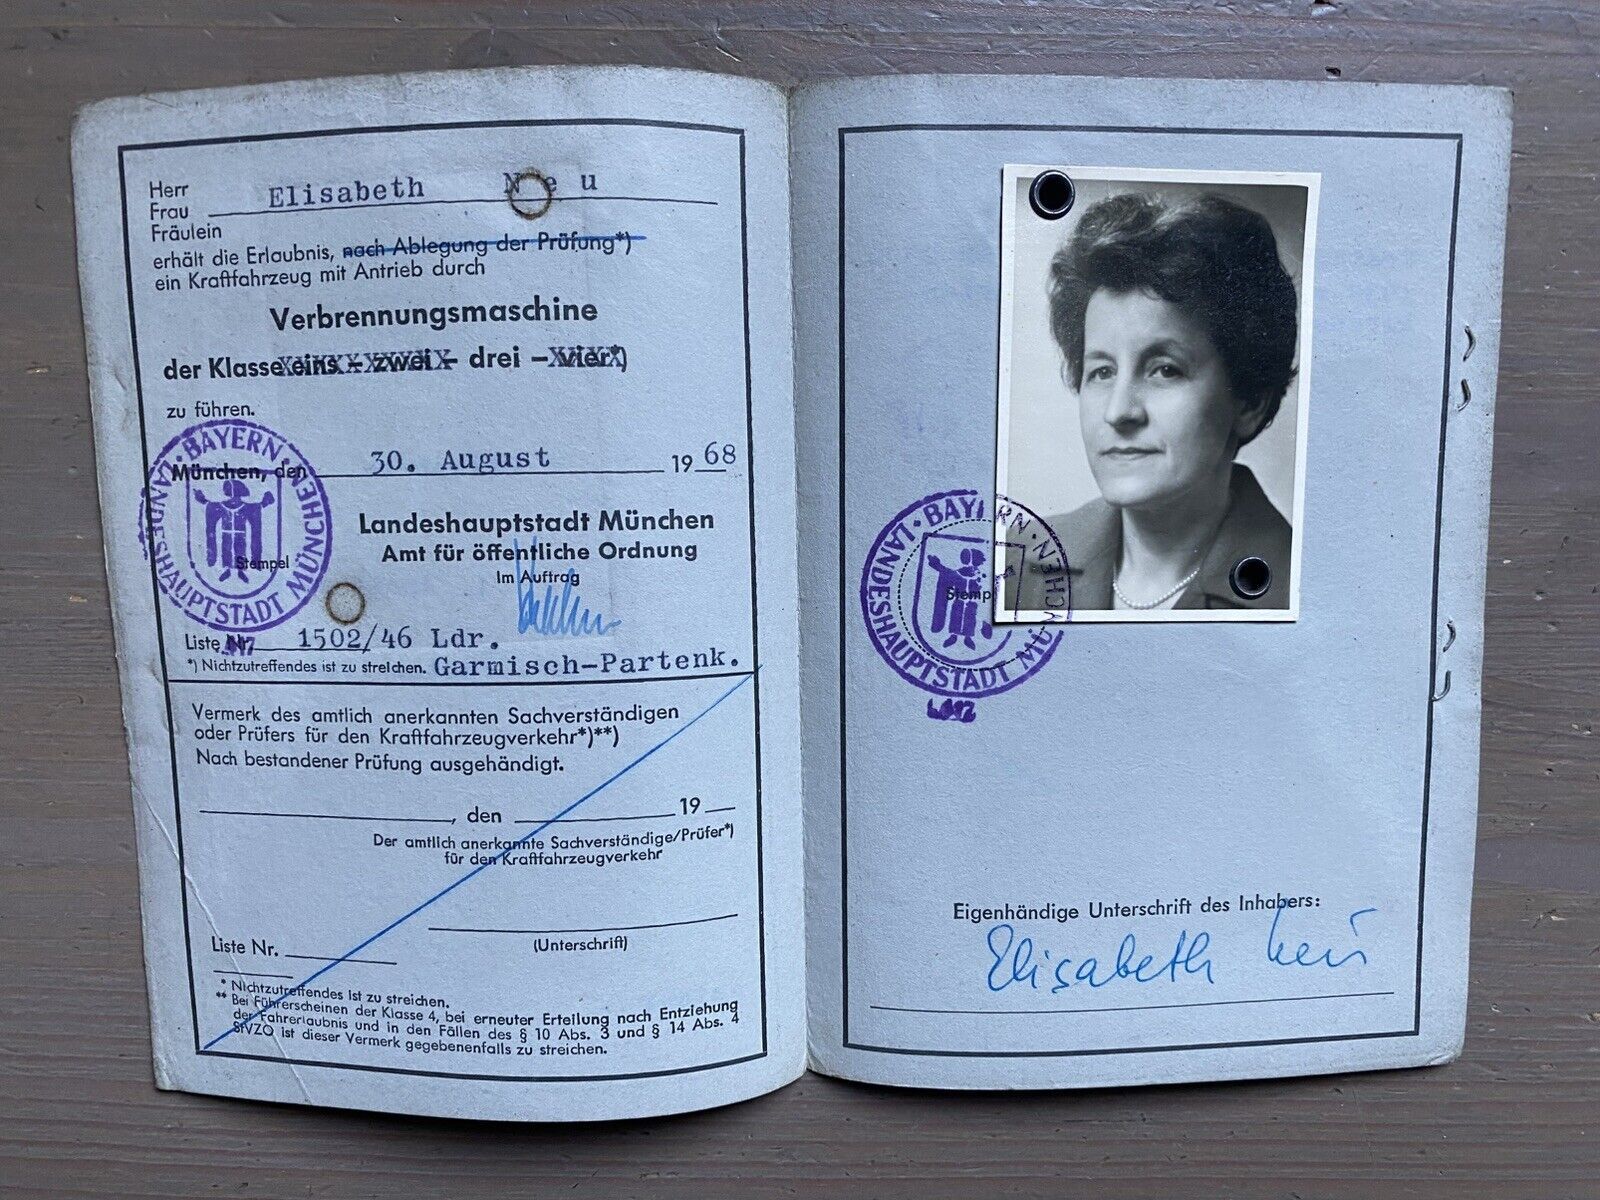 Herr
Frau
Fräulein
Elisabeth Neu
erhält die Erlaubnis, nach Ablegung der Prüfung*)
ein Kraftfahrzeug mit Antrieb durch
Verbrennungsmaschine
der Klasse eins – zwei – drei – vier*)
zu führen.
München, den 30. August 1968
BAYERN
LANDESHAUPTSTADT MÜNCHEN
Stempel
Landeshauptstadt München
Amt für öffentliche Ordnung
Im Auftrag
Liste Nr. 1502/46 Ldr.
*) Nichtzutreffendes ist zu streichen. Garmisch-Partenk.
Vermerk des amtlich anerkannten Sachverständigen
oder Prüfers für den Kraftfahrzeugverkehr*)**)
Nach bestandener Prüfung ausgehändigt.
, den 19
Der amtlich anerkannte Sachverständige/Prüfer*)
für den Kraftfahrzeugverkehr
(Unterschrift)
Liste Nr.
* Nichtzutreffendes ist zu streichen.
** Bei Führerscheinen der Klasse 4, bei erneuter Erteilung nach Entziehung
der Fahrerlaubnis und in den Fällen des § 10 Abs. 3 und § 14 Abs. 4
StVZO ist dieser Vermerk gegebenenfalls zu streichen.
BAYERN
LANDESHAUPTSTADT MÜNCHEN
Stempel
Eigenhändige Unterschrift des Inhabers:
Elisabeth Neu